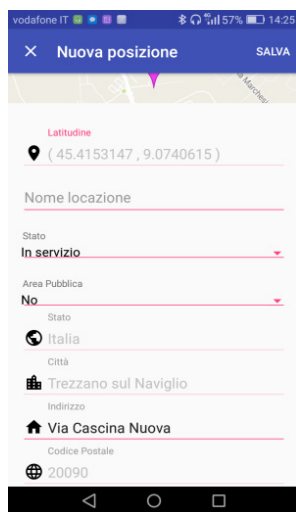 vodafone IT 57% 14:25
Nuova posizione SALVA
Marchesi
Latitudine
( 45.4153147 , 9.0740615 )
Nome locazione
Stato
In servizio
Area Pubblica
No
Stato
Italia
Città
Trezzano sul Naviglio
Indirizzo
Via Cascina Nuova
Codice Postale
20090